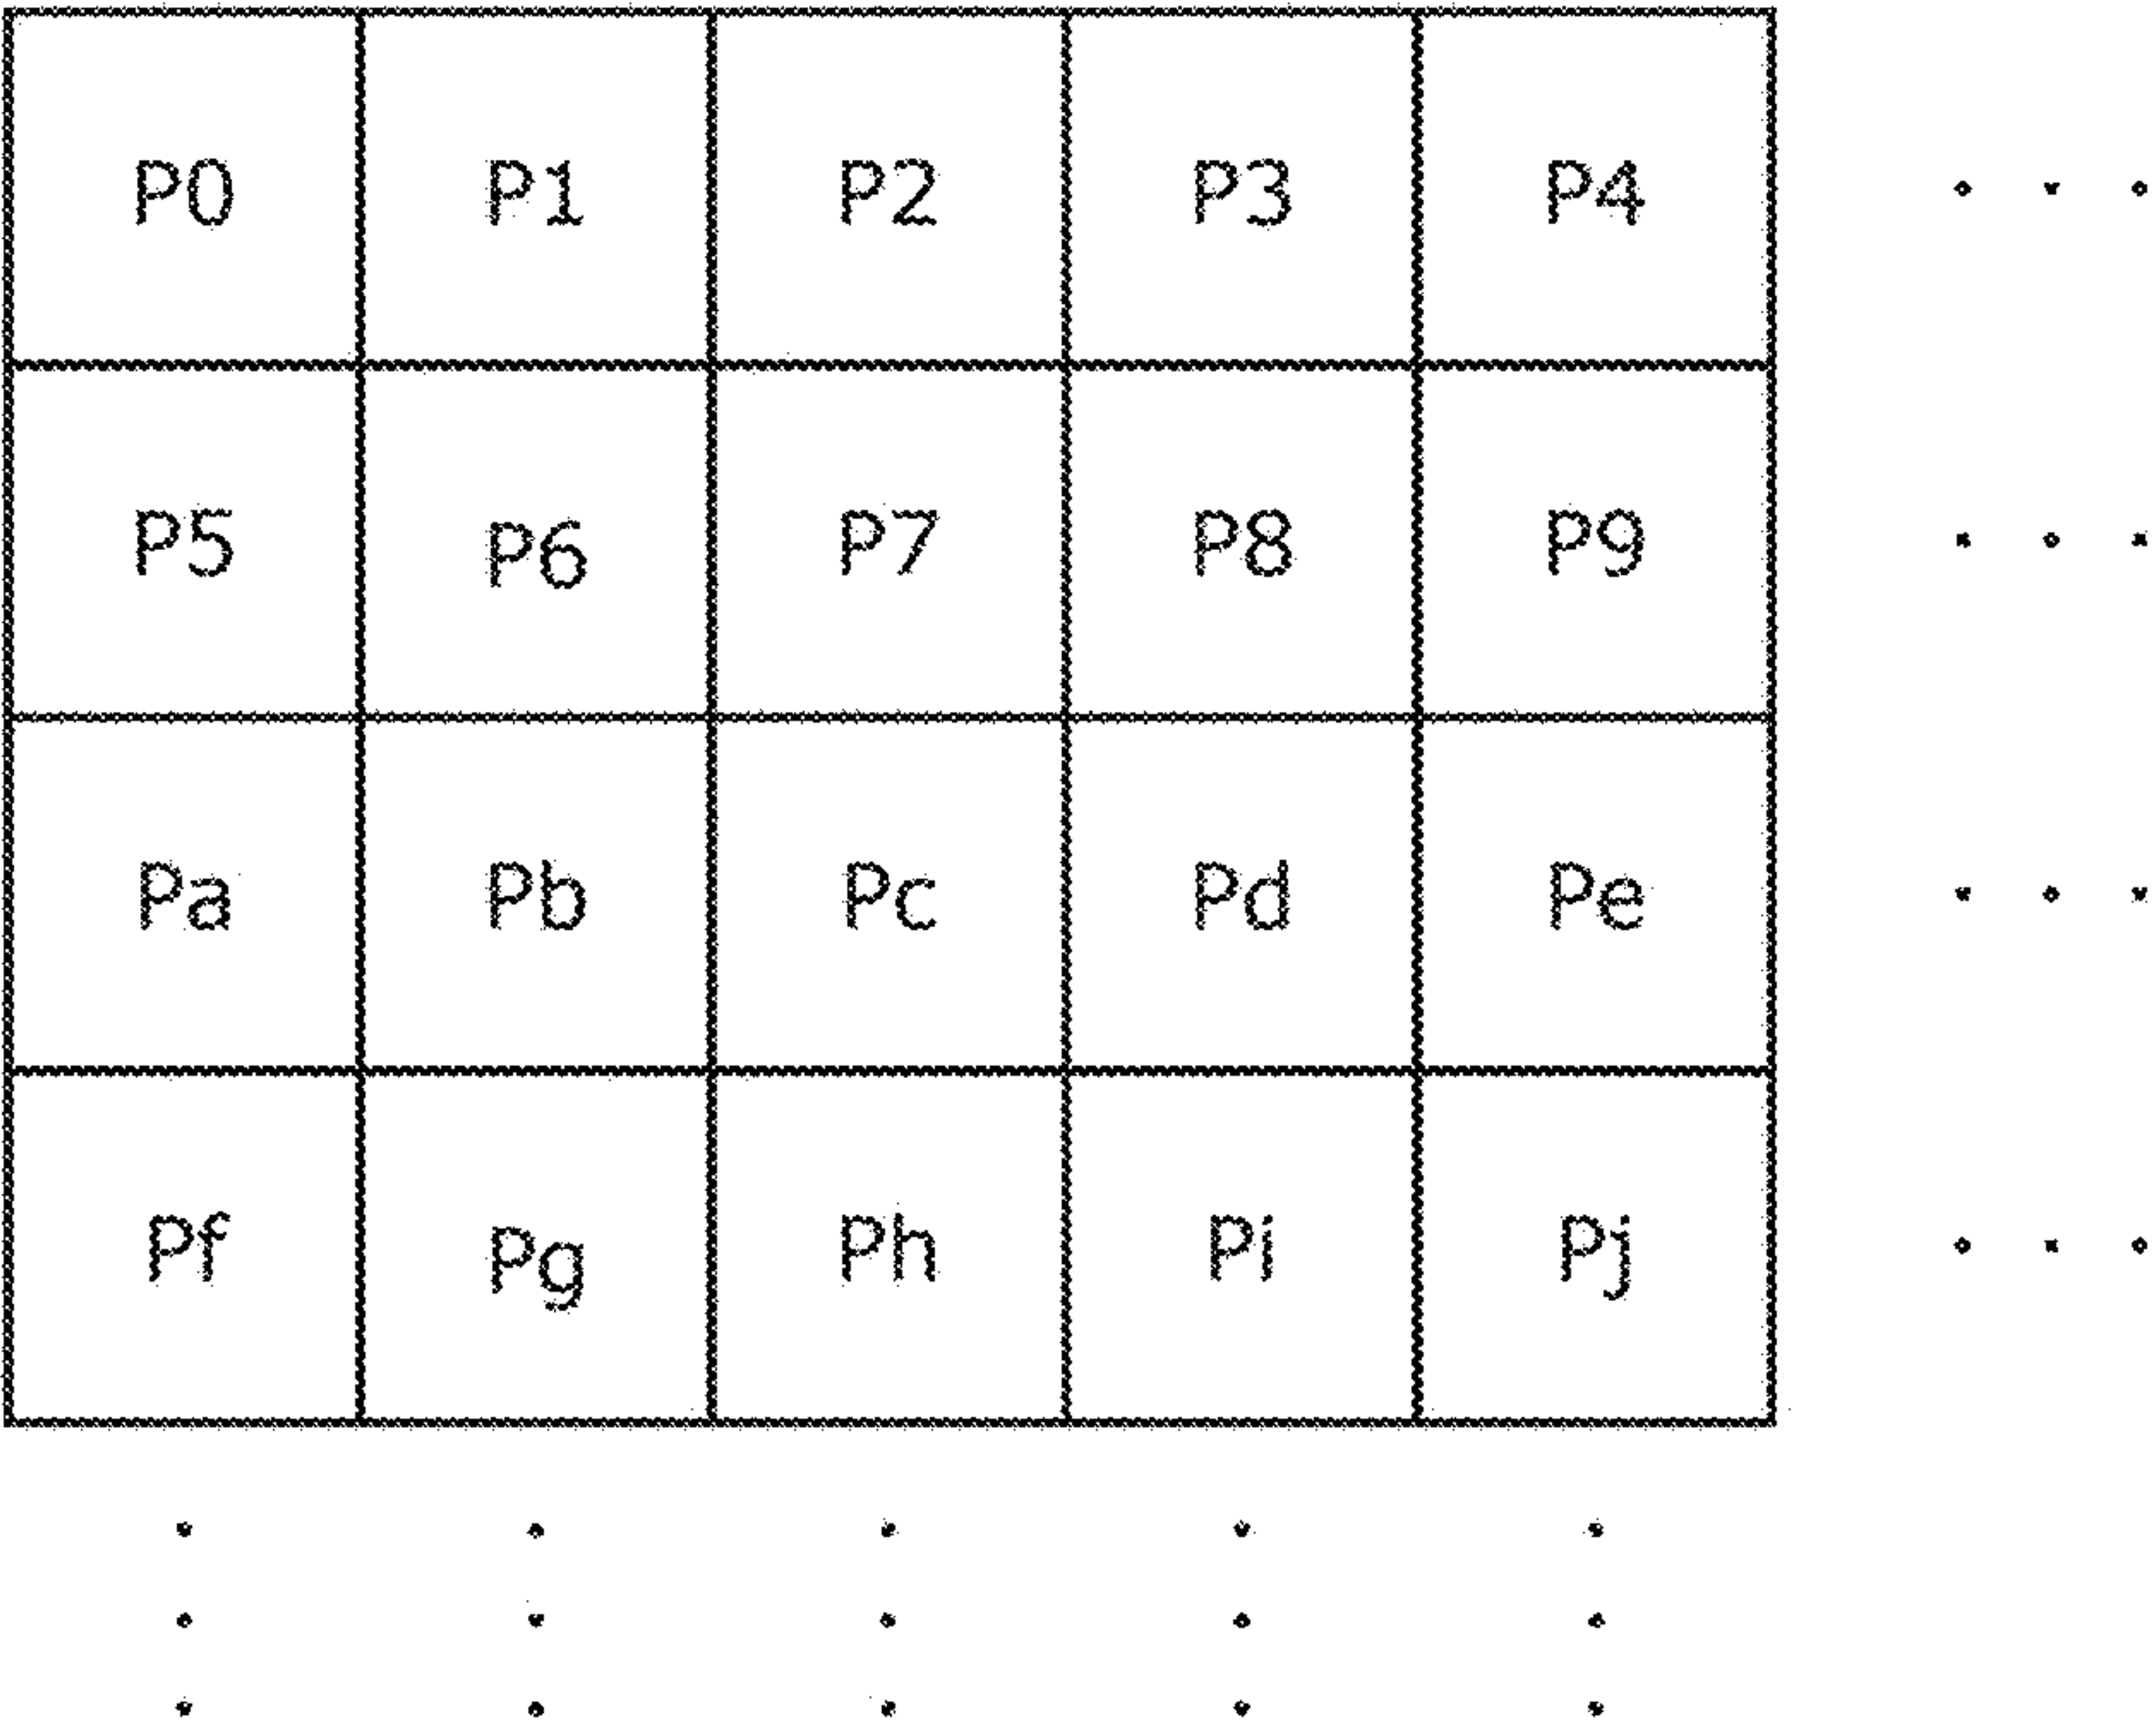 P0 P1 P2 P3 P4 . . .
P5 P6 P7 P8 P9 . . .
Pa Pb Pc Pd Pe . . .
Pf Pg Ph Pi Pj . . .